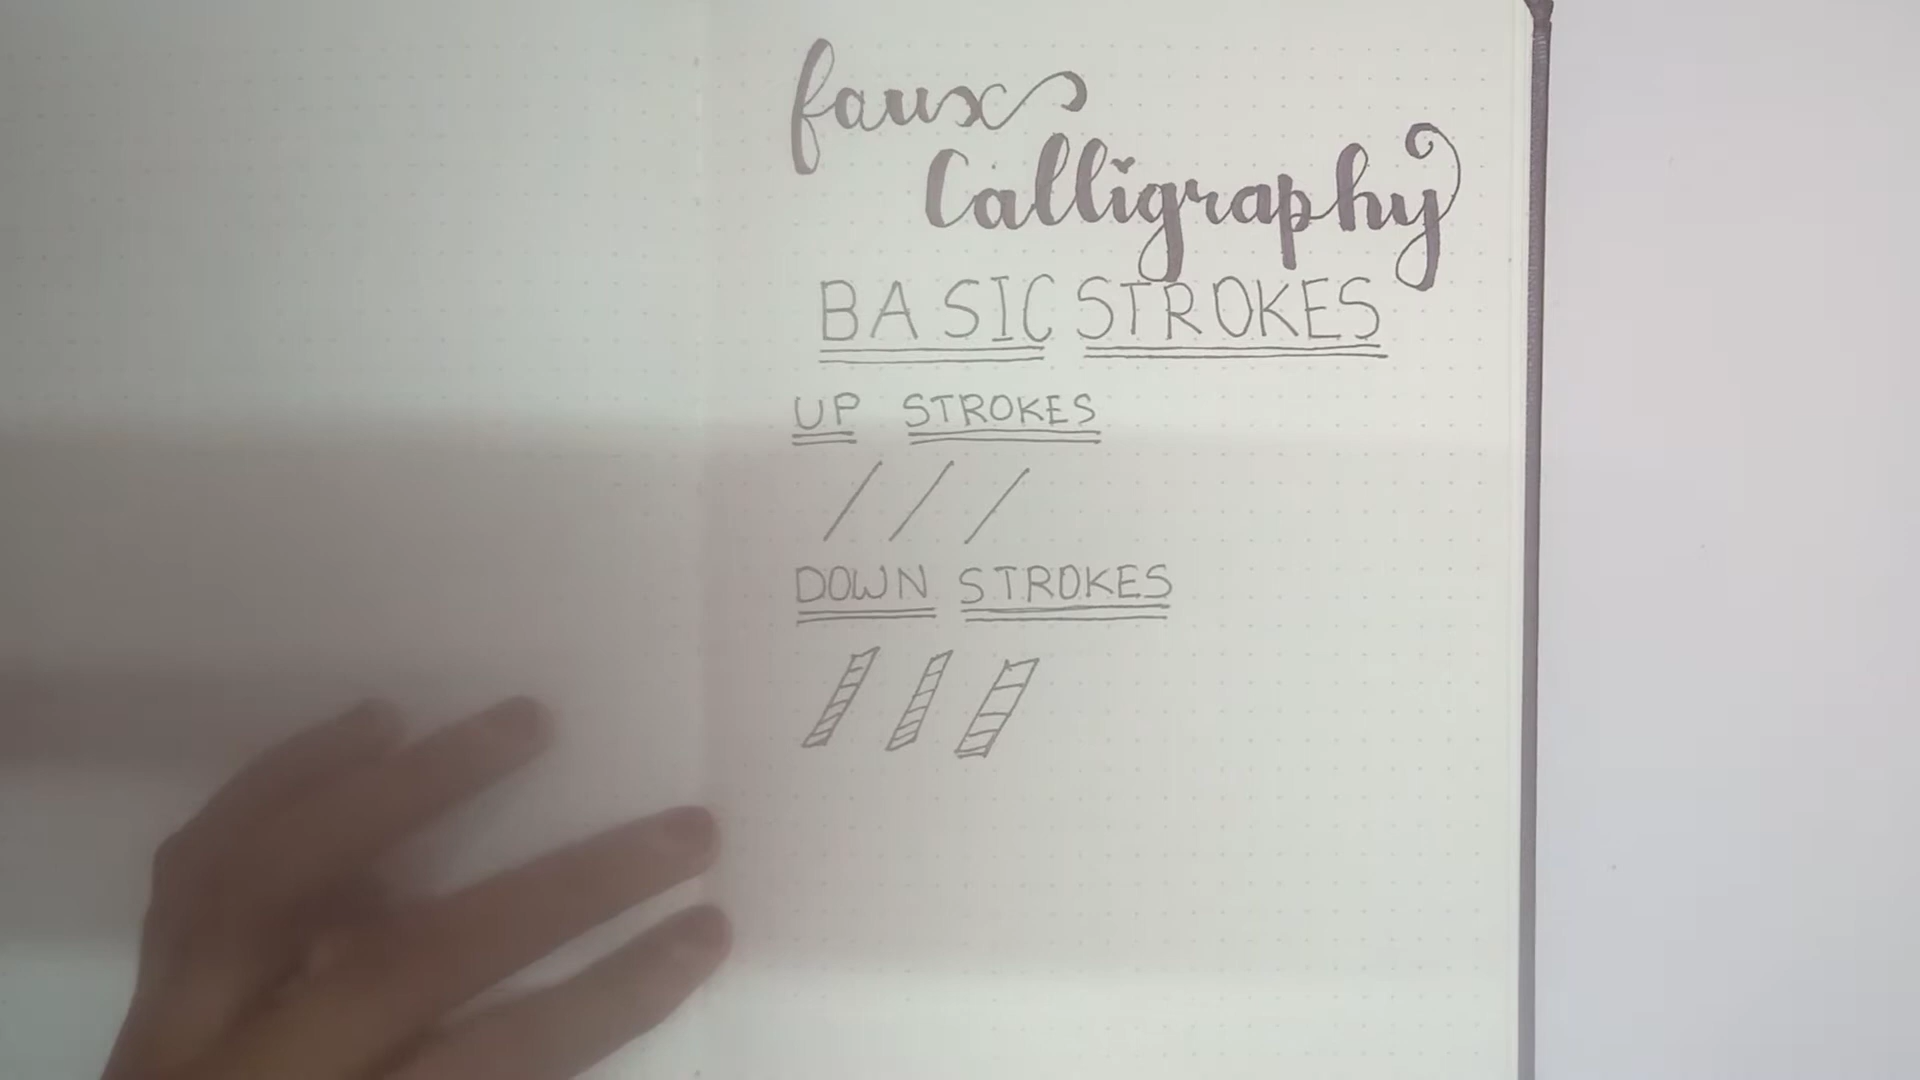 faux
Calligraphy
BASIC STROKES
UP STROKES
DOWN STROKES